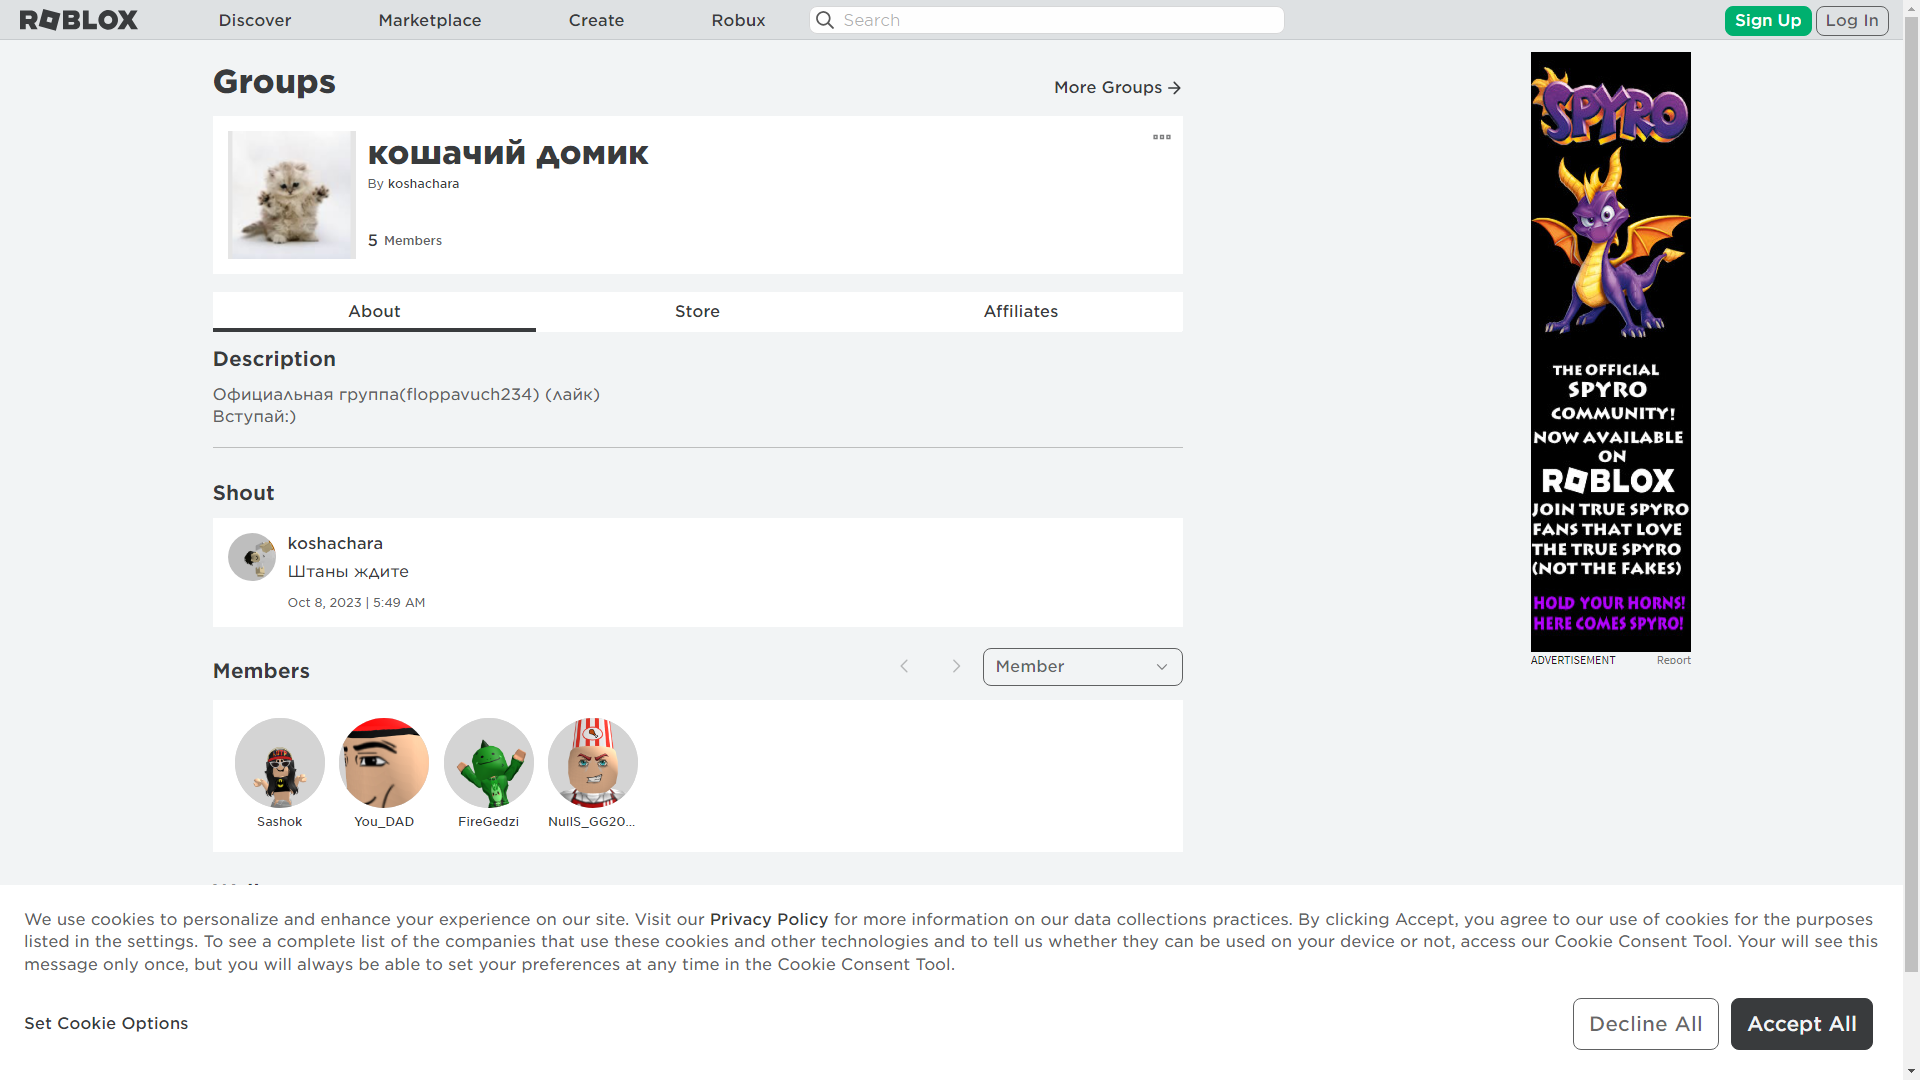 ROBLOX
Discover
Marketplace
Create
Robux
Search
Sign Up
Log In
Groups
More Groups
кошачий домик
By koshachara
5 Members
About
Store
Affiliates
Description
Официальная группа(floppavuch234) (лайк)
Вступай:)
Shout
koshachara
Штаны ждите
Oct 8, 2023 | 5:49 AM
Members
Member
Sashok
You_DAD
FireGedzi
NullS_GG20...
SPYRO
THE OFFICIAL
SPYRO
COMMUNITY!
NOW AVAILABLE
ON
ROBLOX
JOIN TRUE SPYRO
FANS THAT LOVE
THE TRUE SPYRO
(NOT THE FAKES)
HOLD YOUR HORNS!
HERE COMES SPYRO!
ADVERTISEMENT
Report
We use cookies to personalize and enhance your experience on our site. Visit our Privacy Policy for more information on our data collections practices. By clicking Accept, you agree to our use of cookies for the purposes
listed in the settings. To see a complete list of the companies that use these cookies and other technologies and to tell us whether they can be used on your device or not, access our Cookie Consent Tool. Your will see this
message only once, but you will always be able to set your preferences at any time in the Cookie Consent Tool.
Set Cookie Options
Decline All
Accept All